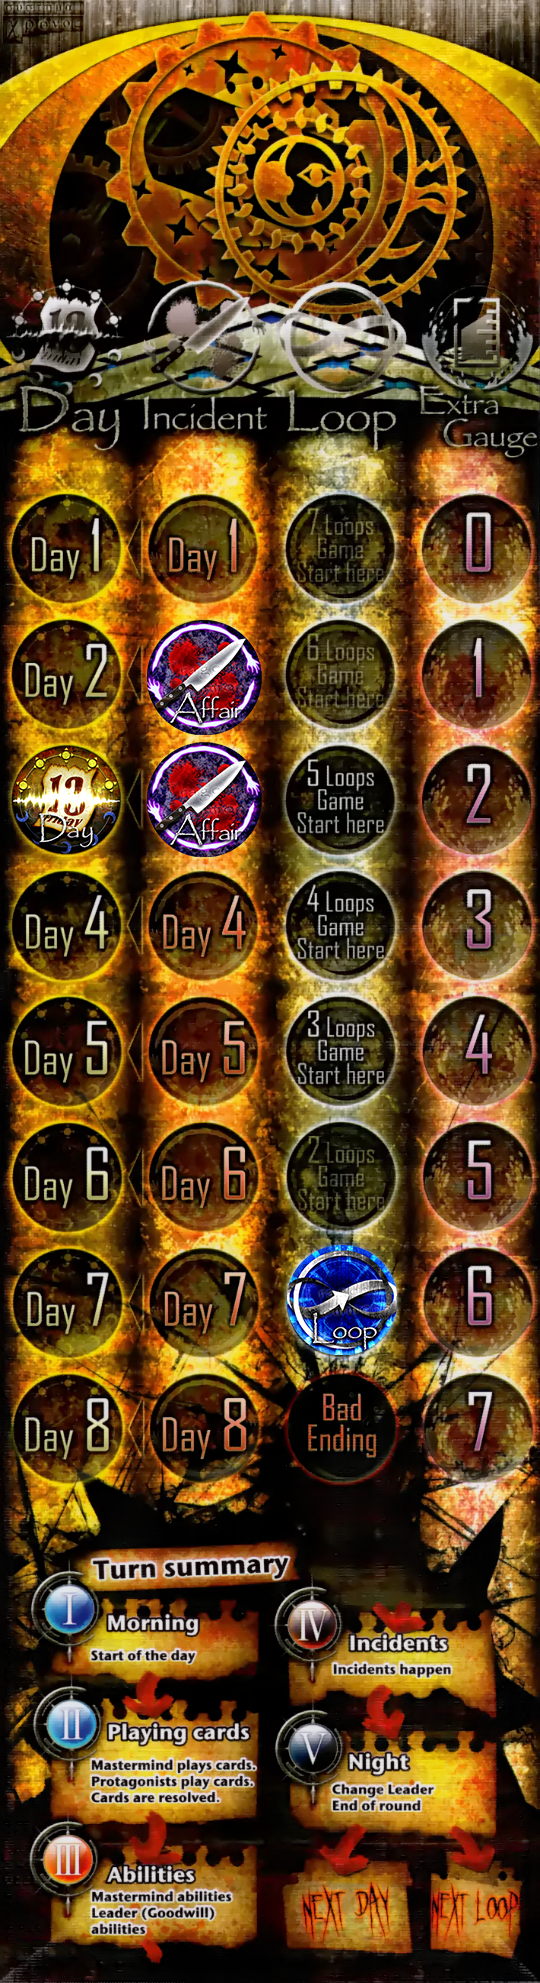 Day
Incident
Loop
Extra
Gauge
Day 1
Day 1
7 Loops
Game
Start here
0
Day 2
Affair
6 Loops
Game
Start here
1
13
Day
Affair
5 Loops
Game
Start here
2
Day 4
Day 4
4 Loops
Game
Start here
3
Day 5
Day 5
3 Loops
Game
Start here
4
Day 6
Day 6
2 Loops
Game
Start here
5
Day 7
Day 7
Loop
6
Day 8
Day 8
Bad
Ending
7
Turn summary
I
Morning
Start of the day
II
Playing cards
Mastermind plays cards.
Protagonists play cards.
Cards are resolved.
III
Abilities
Mastermind abilities
Leader (Goodwill)
abilities
IV
Incidents
Incidents happen
V
Night
Change Leader
End of round
NEXT DAY
NEXT LOOP